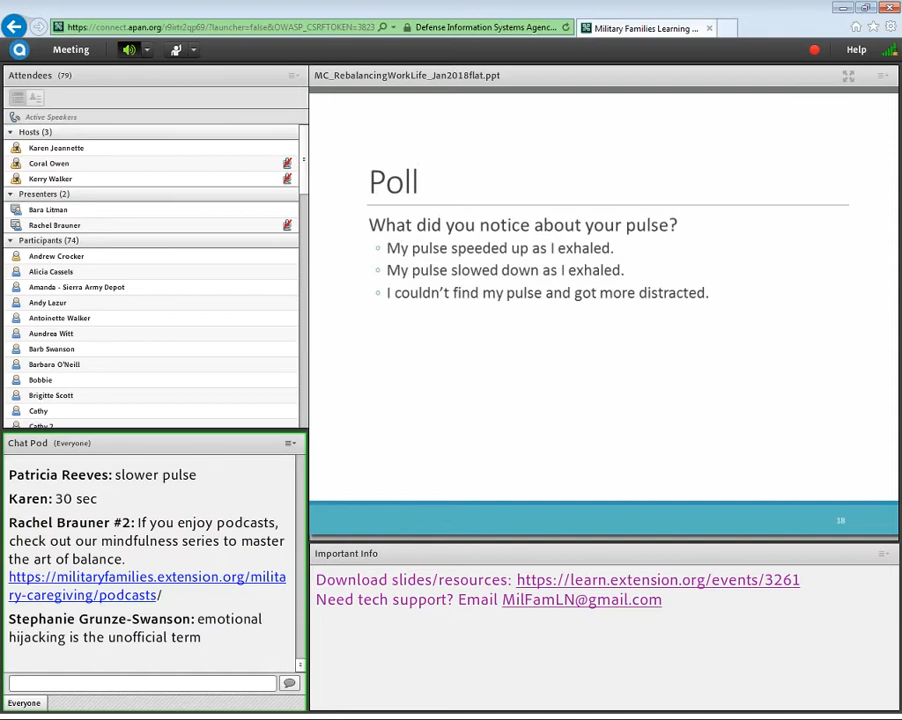 https://connect.apan.org/r9irtr2qp69/?launcher=false&OWASP_CSRFTOKEN=3823
Defense Information Systems Agenc...
Military Families Learning ...
Meeting
Help
Attendees (79)
Active Speakers
Hosts (3)
Karen Jeannette
Coral Owen
Kerry Walker
Presenters (2)
Bara Litman
Rachel Brauner
Participants (74)
Andrew Crocker
Alicia Cassels
Amanda - Sierra Army Depot
Andy Lazur
Antoinette Walker
Aundrea Witt
Barb Swanson
Barbara O'Neill
Bobbie
Brigitte Scott
Cathy
Cathy 2
Chat Pod (Everyone)
Patricia Reeves: slower pulse
Karen: 30 sec
Rachel Brauner #2: If you enjoy podcasts,
check out our mindfulness series to master
the art of balance.
https://militaryfamilies.extension.org/milita
ry-caregiving/podcasts/
Stephanie Grunze-Swanson: emotional
hijacking is the unofficial term
Everyone
MC_RebalancingWorkLife_Jan2018flat.ppt
Poll
What did you notice about your pulse?
My pulse speeded up as I exhaled.
My pulse slowed down as I exhaled.
I couldn't find my pulse and got more distracted.
18
Important Info
Download slides/resources: https://learn.extension.org/events/3261
Need tech support? Email MilFamLN@gmail.com